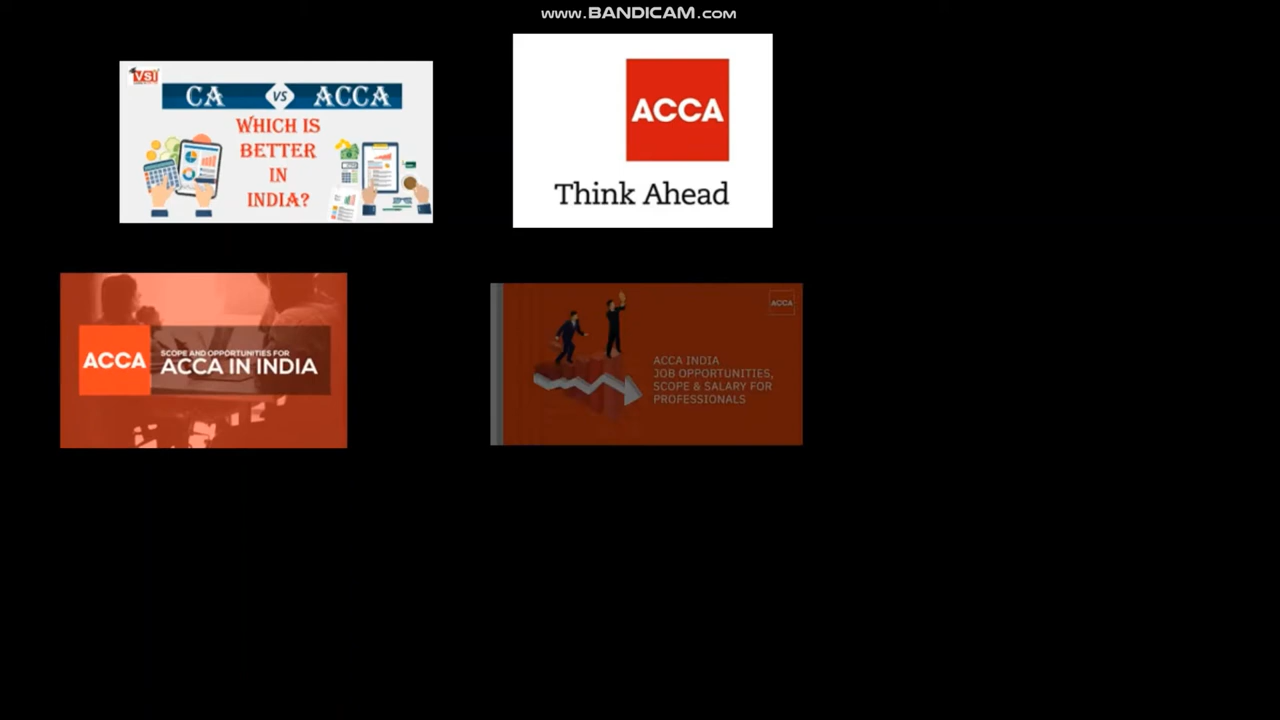 www.BANDICAM.com
VSI
CA VS ACCA
WHICH IS
BETTER
IN
INDIA?
ACCA
Think Ahead
ACCA
SCOPE AND OPPORTUNITIES FOR
ACCA IN INDIA
ACCA
ACCA INDIA
JOB OPPORTUNITIES,
SCOPE & SALARY FOR
PROFESSIONALS